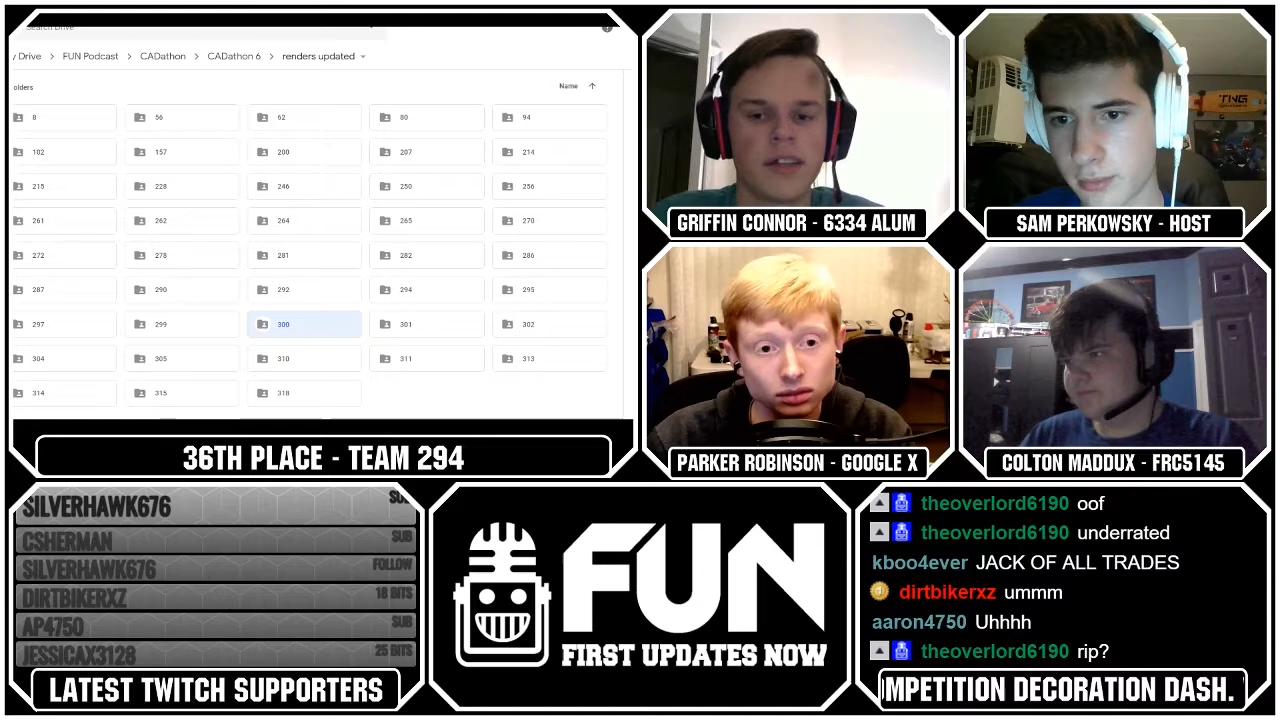 Search Drive
y Drive > FUN Podcast > CADathon > CADathon 6 > renders updated
olders
Name
8 56 62 80 94
102 157 200 207 214
215 228 246 250 256
261 262 264 265 270
272 278 281 282 286
287 290 292 294 295
297 299 300 301 302
304 305 310 311 313
314 315 318
36TH PLACE - TEAM 294
GRIFFIN CONNOR - 6334 ALUM
TNG
SAM PERKOWSKY - HOST
PARKER ROBINSON - GOOGLE X
COLTON MADDUX - FRC5145
SILVERHAWK676 SUB
CSHERMAN SUB
SILVERHAWK676 FOLLOW
DIRTBIKERXZ 18 BITS
AP4750 SUB
JESSICAX3128 25 BITS
LATEST TWITCH SUPPORTERS
FUN
FIRST UPDATES NOW
theoverlord6190 oof
theoverlord6190 underrated
kboo4ever JACK OF ALL TRADES
dirtbikerxz ummm
aaron4750 Uhhhh
theoverlord6190 rip?
OMPETITION DECORATION DASH.